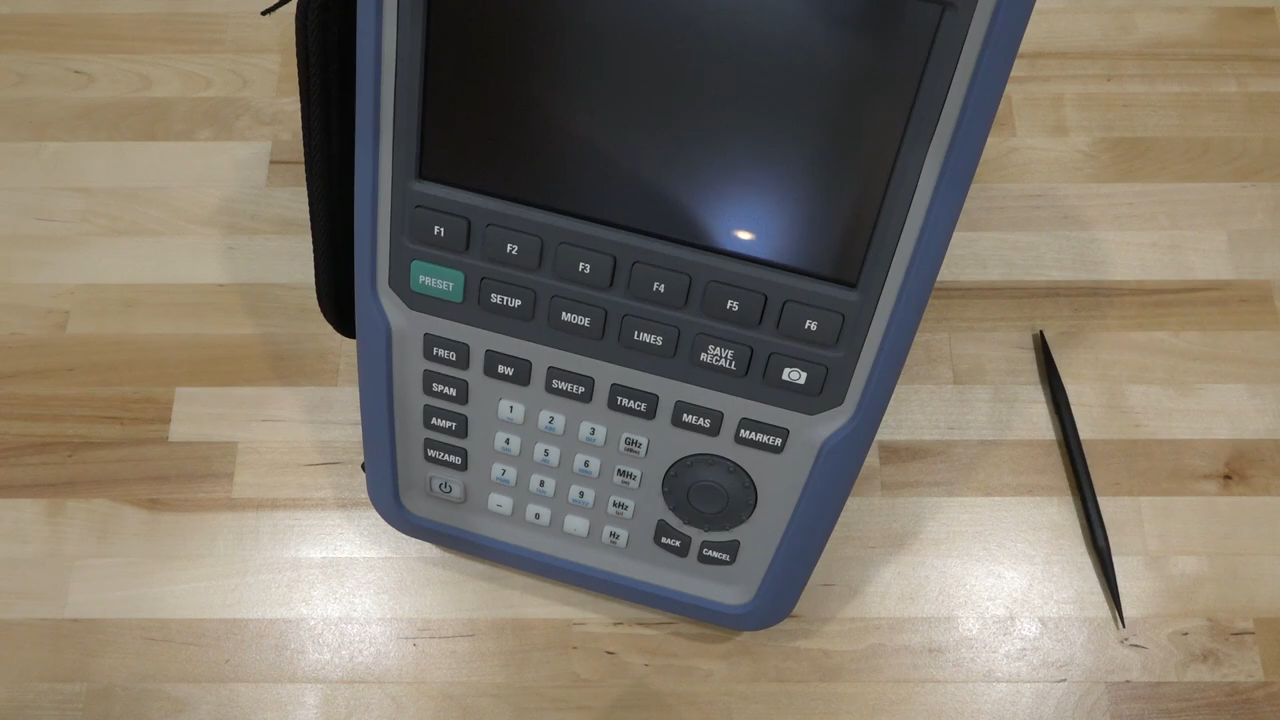 F1 F2 F3 F4 F5 F6
PRESET SETUP MODE LINES SAVE
RECALL
FREQ BW SWEEP TRACE MEAS MARKER
SPAN
AMPT
WIZARD
1 2 3 GHz
4 5 6 MHz
7 8 9 kHz
- 0 . Hz
BACK CANCEL